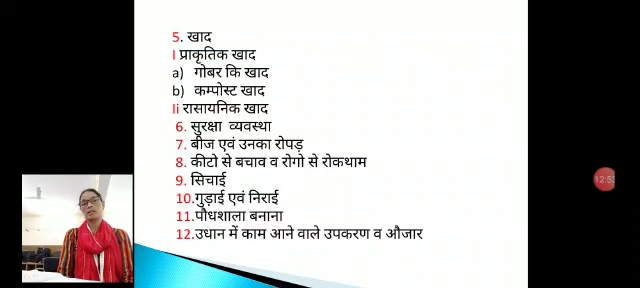 5. खाद
I प्राकृतिक खाद
a) गोबर कि खाद
b) कम्पोस्ट खाद
Ii रासायनिक खाद
6. सुरक्षा व्यवस्था
7. बीज एवं उनका रोपड़
8. कीटो से बचाव व रोगो से रोकथाम
9. सिचाई
10.गुड़ाई एवं निराई
11.पौधशाला बनाना
12.उधान में काम आने वाले उपकरण व औजार